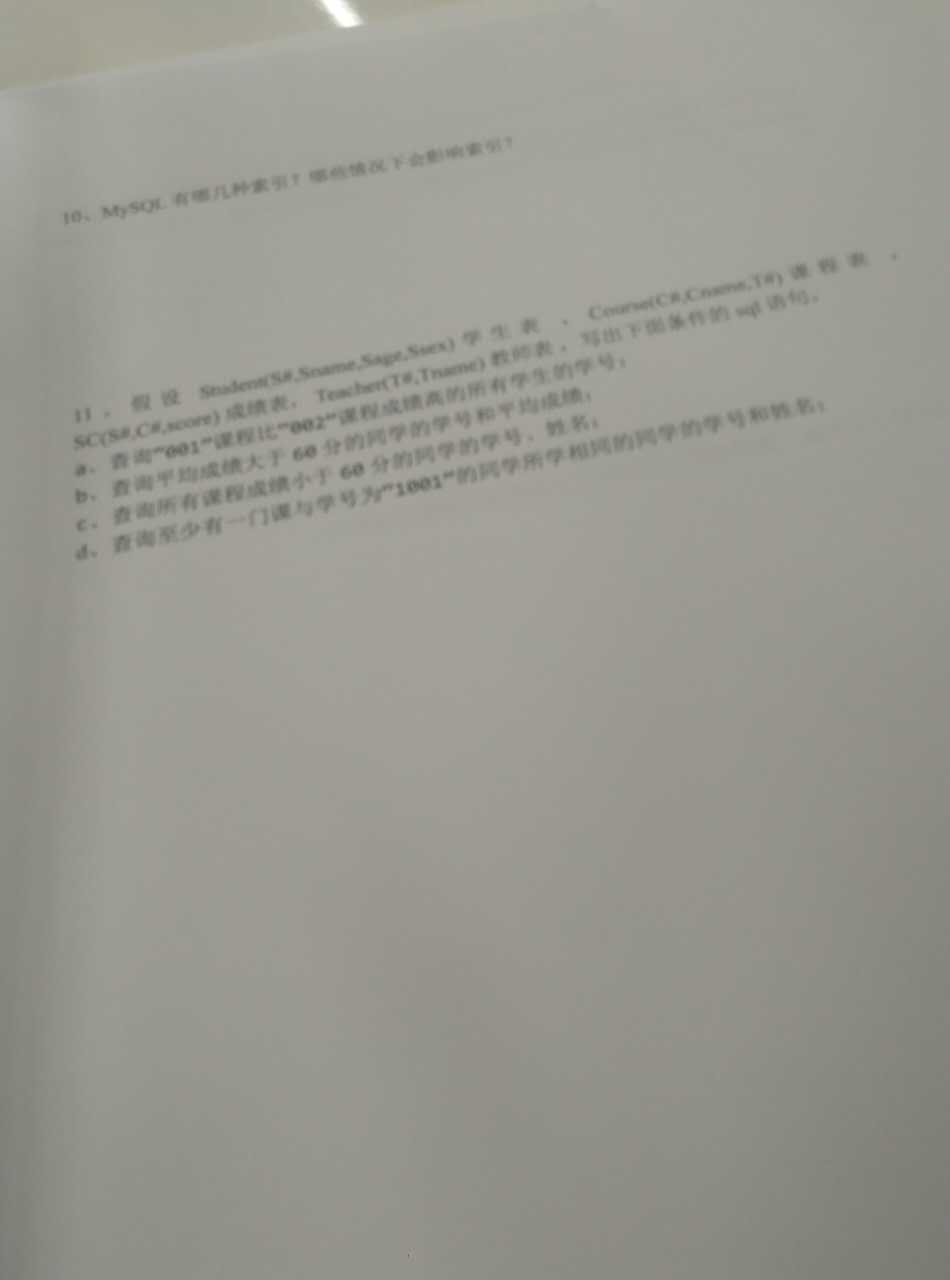 10、MySQL 有哪几种索引？哪些情况下会影响索引？
11 、 假 设 Student(S#,Sname,Sage,Ssex) 学 生 表 、 Course(C#,Cname,T#) 课 程 表 、
SC(S#,C#,score) 成绩表、 Teacher(T#,Tname) 教师表 ，写出下面条件的 sql 语句。
a、查询"001"课程比"002"课程成绩高的所有学生的学号；
b、查询平均成绩大于 60 分的同学的学号和平均成绩；
c、查询所有课程成绩小于 60 分的同学的学号、姓名；
d、查询至少有一门课与学号为"1001"的同学所学相同的同学的学号和姓名；